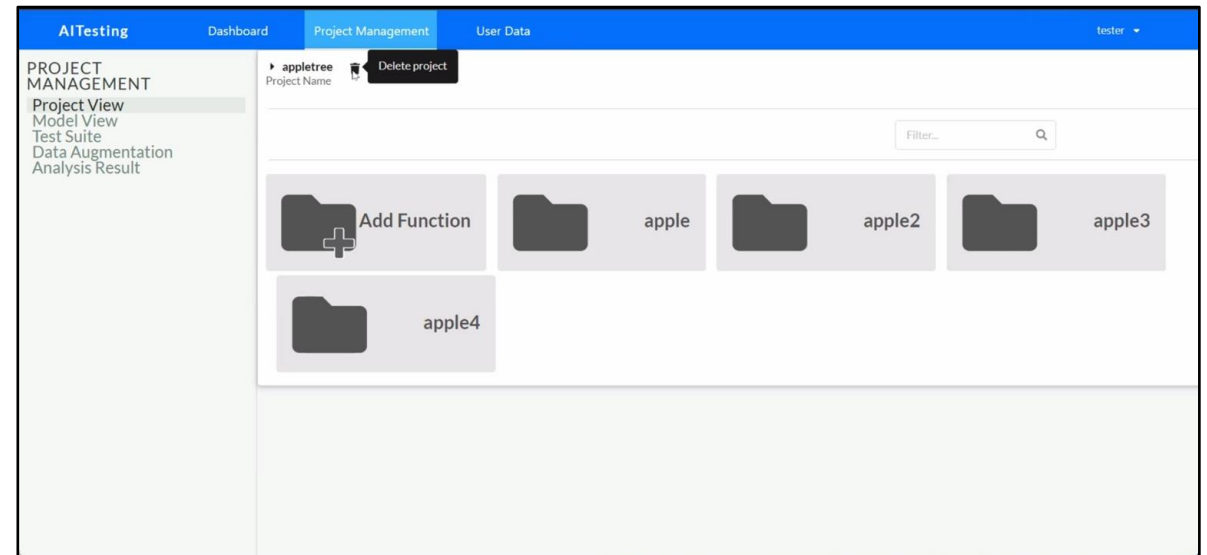 AITesting Dashboard Project Management User Data tester
PROJECT
MANAGEMENT
Project View
Model View
Test Suite
Data Augmentation
Analysis Result
appletree Delete project
Project Name
Filter...
Add Function apple apple2 apple3
apple4